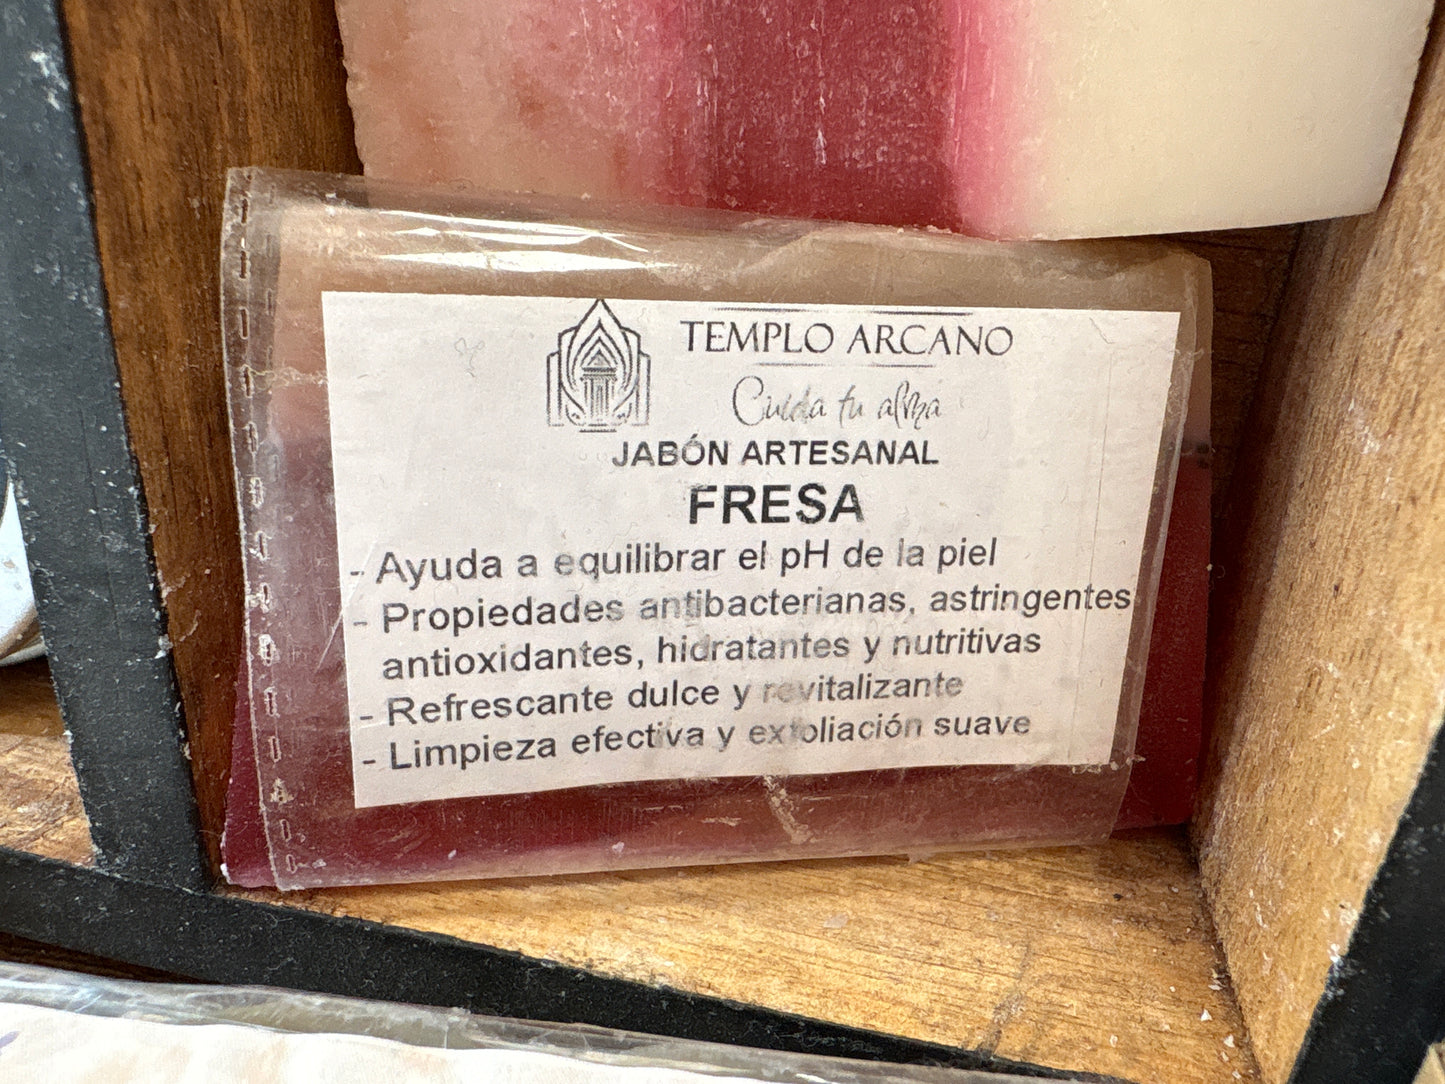 TEMPLO ARCANO
Cuida tu alma
JABÓN ARTESANAL
FRESA
- Ayuda a equilibrar el pH de la piel
- Propiedades antibacterianas, astringentes
antioxidantes, hidratantes y nutritivas
- Refrescante dulce y revitalizante
- Limpieza efectiva y exfoliación suave